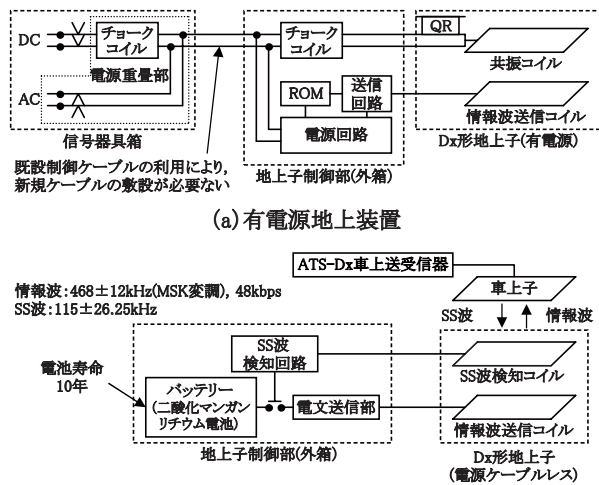 DC
チョーク
コイル
電源重畳部
AC
信号器具箱
既設制御ケーブルの利用により,
新規ケーブルの敷設が必要ない
チョーク
コイル
ROM
送信
回路
電源回路
地上子制御部(外箱)
QR
共振コイル
情報波送信コイル
Dx形地上子(有電源)
(a)有電源地上装置
ATS-Dx車上送受信器
情報波:468±12kHz(MSK変調), 48kbps
SS波:115±26.25kHz
車上子
SS波
情報波
SS波
検知回路
電池寿命
10年
バッテリー
(二酸化マンガン
リチウム電池)
電文送信部
地上子制御部(外箱)
SS波検知コイル
情報波送信コイル
Dx形地上子
(電源ケーブルレス)